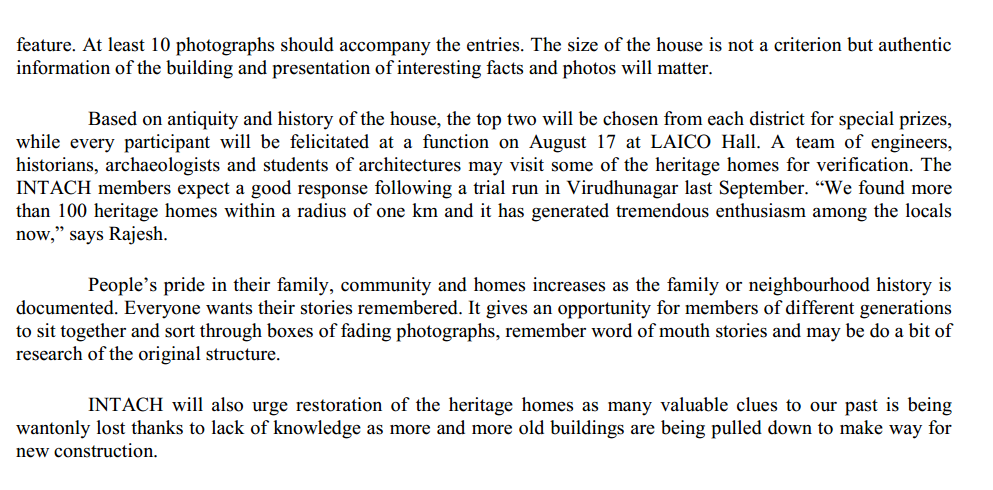 feature. At least 10 photographs should accompany the entries. The size of the house is not a criterion but authentic
information of the building and presentation of interesting facts and photos will matter.
Based on antiquity and history of the house, the top two will be chosen from each district for special prizes,
while every participant will be felicitated at a function on August 17 at LAICO Hall. A team of engineers,
historians, archaeologists and students of architectures may visit some of the heritage homes for verification. The
INTACH members expect a good response following a trial run in Virudhunagar last September. “We found more
than 100 heritage homes within a radius of one km and it has generated tremendous enthusiasm among the locals
now,” says Rajesh.
People’s pride in their family, community and homes increases as the family or neighbourhood history is
documented. Everyone wants their stories remembered. It gives an opportunity for members of different generations
to sit together and sort through boxes of fading photographs, remember word of mouth stories and may be do a bit of
research of the original structure.
INTACH will also urge restoration of the heritage homes as many valuable clues to our past is being
wantonly lost thanks to lack of knowledge as more and more old buildings are being pulled down to make way for
new construction.